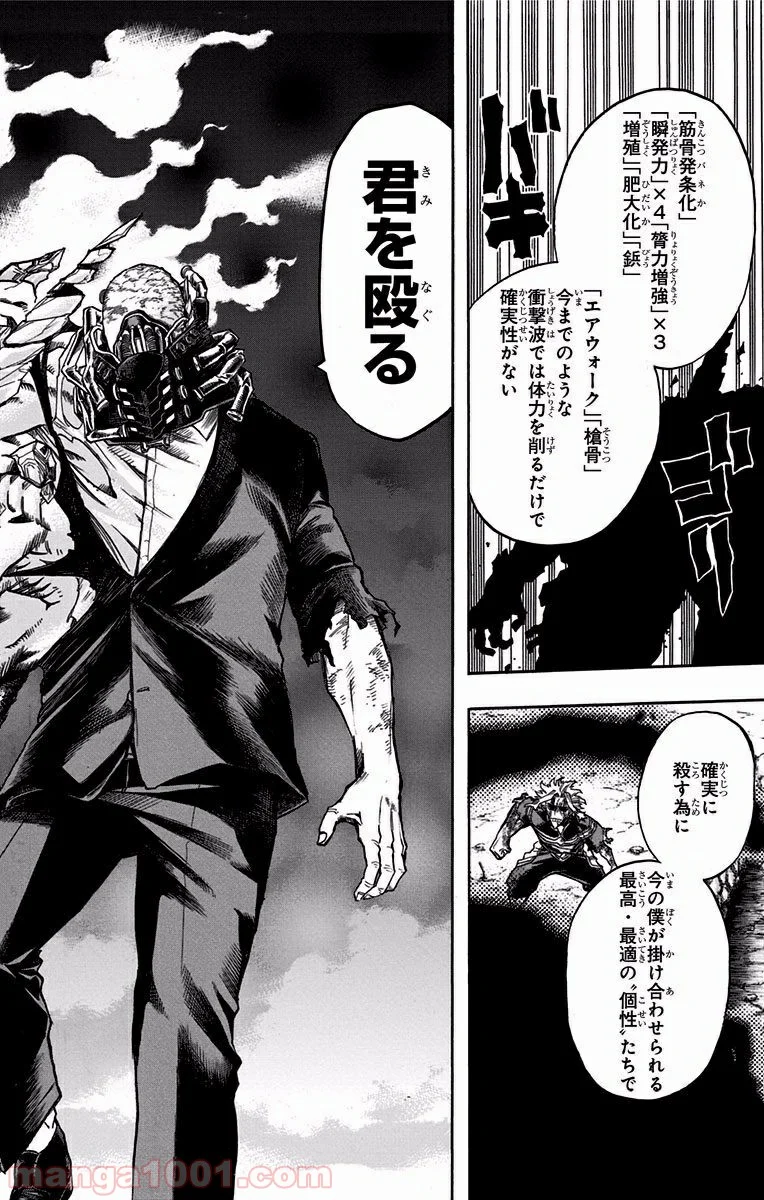 「筋骨発条化」
「瞬発力」×4「膂力増強」×3
「増殖」「肥大化」「鋲」
「エアウォーク」「槍骨」
今までのような
衝撃波では体力を削るだけで
確実性がない
バキ
ゴゴ
確実に
殺す為に
今の僕が掛け合わせられる
最高・最適の〝個性〟たちで
君を殴る
manga1001.com